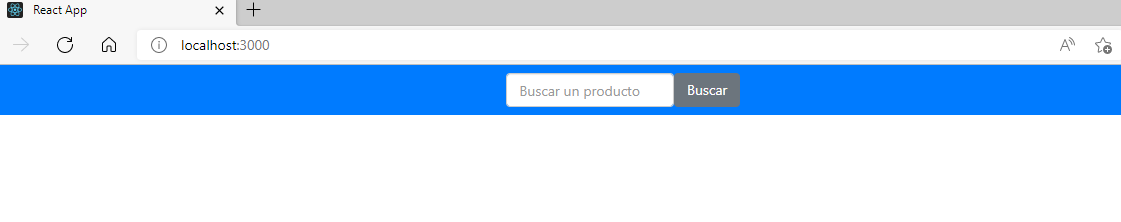 React App
localhost:3000
Buscar un producto
Buscar